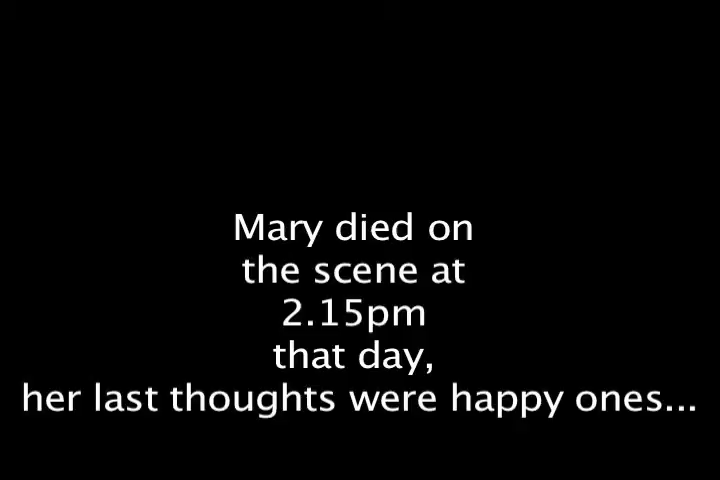 Mary died on
the scene at
2.15pm
that day,
her last thoughts were happy ones...